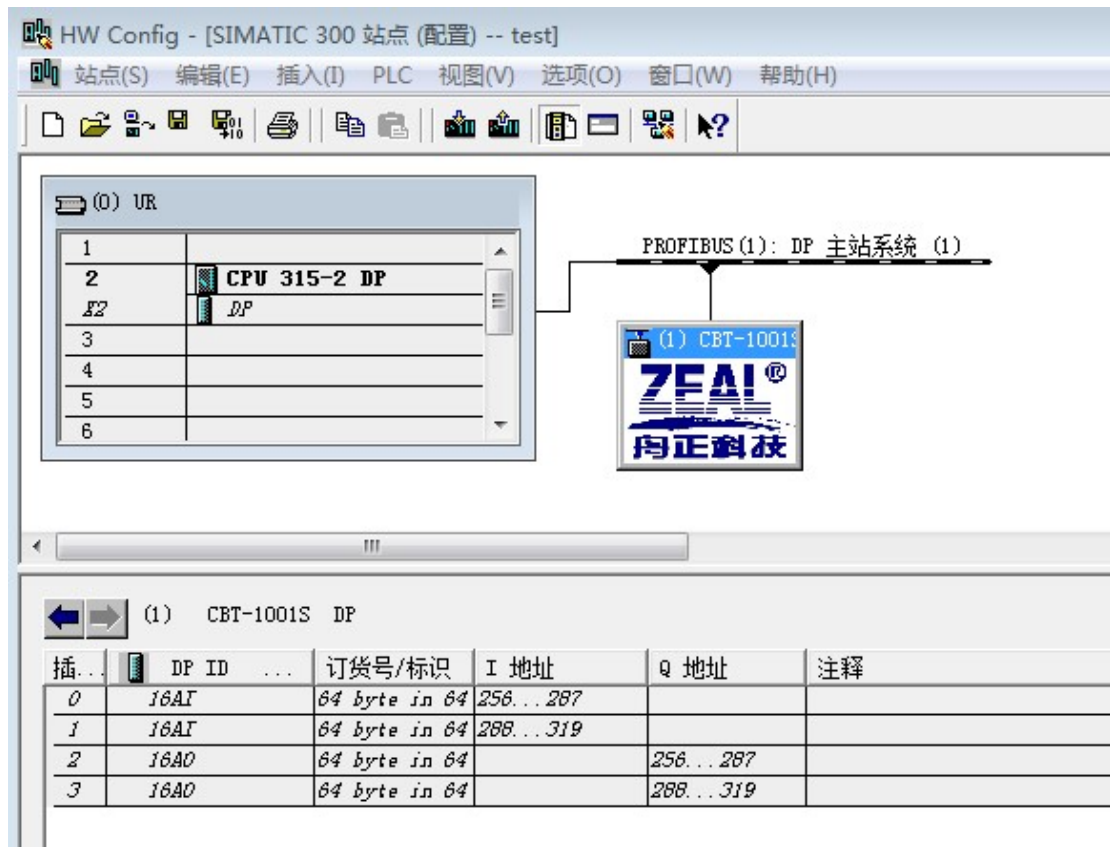 HW Config - [SIMATIC 300 站点 (配置) -- test]
站点(S) 编辑(E) 插入(I) PLC 视图(V) 选项(O) 窗口(W) 帮助(H)
(0) UR
1
2 CPU 315-2 DP
E2 DP
3
4
5
6
PROFIBUS(1): DP 主站系统 (1)
(1) CBT-1001S
ZEAL®
舟正科技
(1) CBT-1001S DP
插... DP ID ... 订货号/标识 I 地址 Q 地址 注释
0 16AI 64 byte in 64 256...287
1 16AI 64 byte in 64 288...319
2 16AO 64 byte in 64 256...287
3 16AO 64 byte in 64 288...319